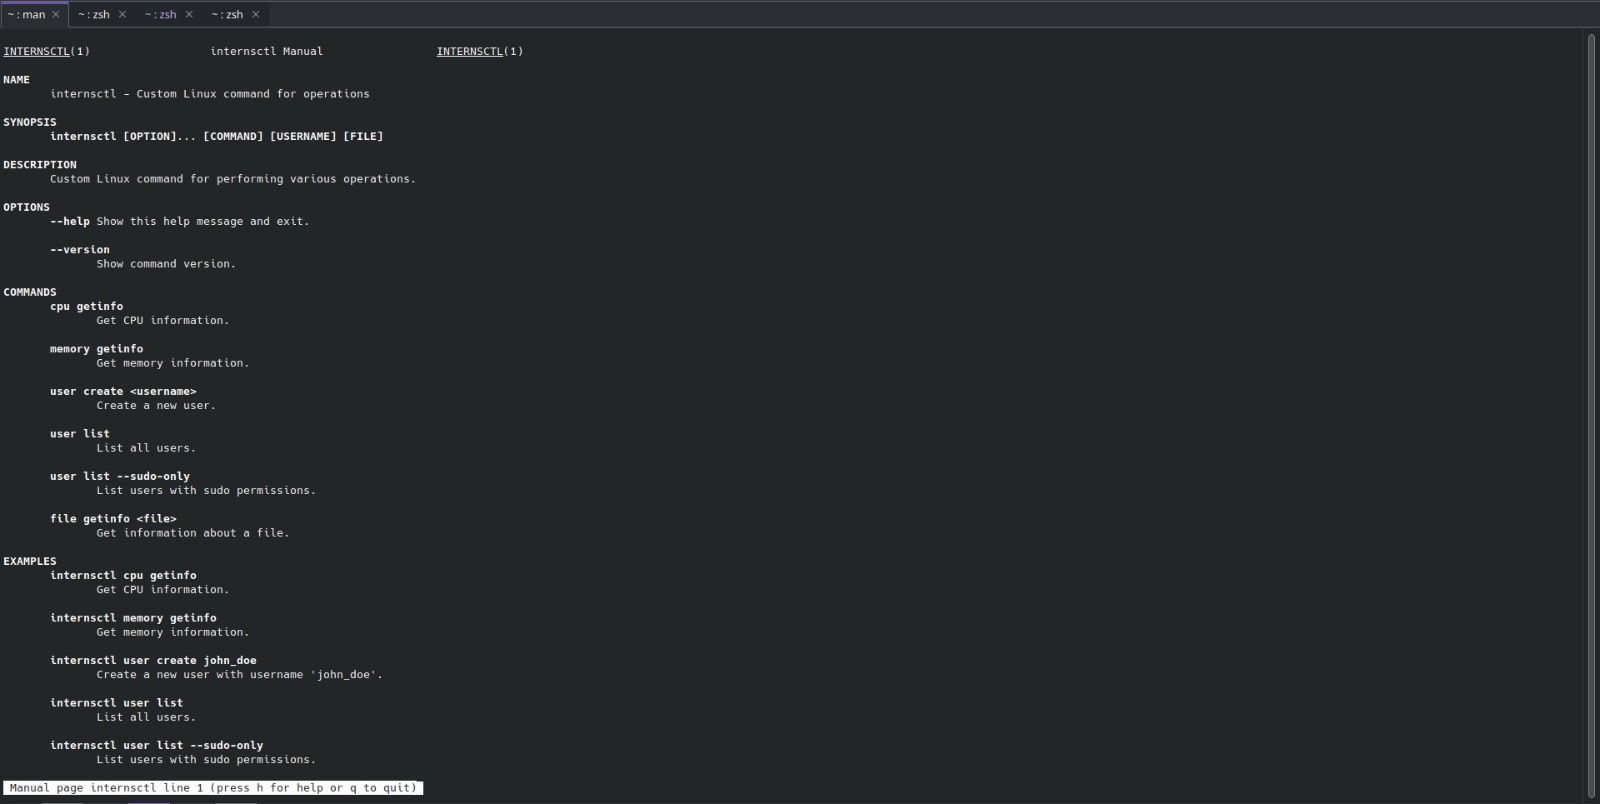 ~ : man ×  ~ : zsh ×  ~ : zsh ×  ~ : zsh ×
INTERNSCTL(1)                  internsctl Manual                 INTERNSCTL(1)
NAME
       internsctl – Custom Linux command for operations
SYNOPSIS
       internsctl [OPTION]... [COMMAND] [USERNAME] [FILE]
DESCRIPTION
       Custom Linux command for performing various operations.
OPTIONS
       --help Show this help message and exit.
       --version
              Show command version.
COMMANDS
       cpu getinfo
              Get CPU information.
       memory getinfo
              Get memory information.
       user create <username>
              Create a new user.
       user list
              List all users.
       user list --sudo-only
              List users with sudo permissions.
       file getinfo <file>
              Get information about a file.
EXAMPLES
       internsctl cpu getinfo
              Get CPU information.
       internsctl memory getinfo
              Get memory information.
       internsctl user create john_doe
              Create a new user with username 'john_doe'.
       internsctl user list
              List all users.
       internsctl user list --sudo-only
              List users with sudo permissions.
Manual page internsctl line 1 (press h for help or q to quit)